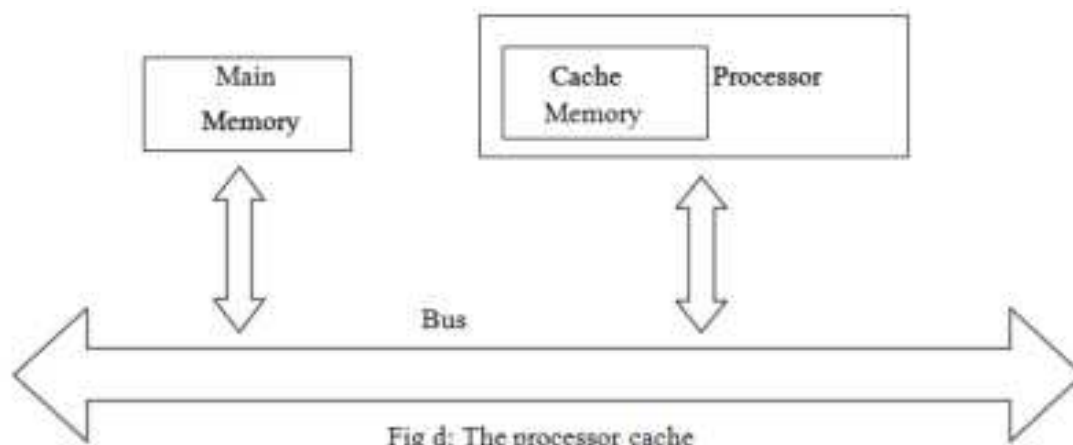 Main
Memory
Cache
Memory
Processor
Bus
Fig d: The processor cache